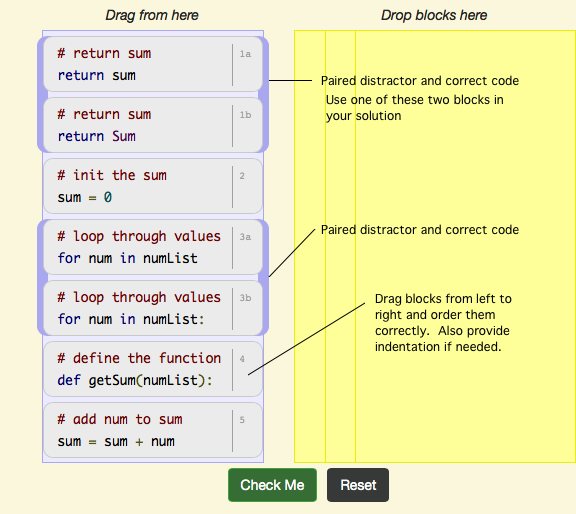 Drag from here
Drop blocks here
# return sum
return sum
1a
# return sum
return Sum
1b
# init the sum
sum = 0
2
# loop through values
for num in numList
3a
# loop through values
for num in numList:
3b
# define the function
def getSum(numList):
4
# add num to sum
sum = sum + num
5
Paired distractor and correct code
Use one of these two blocks in
your solution
Paired distractor and correct code
Drag blocks from left to
right and order them
correctly. Also provide
indentation if needed.
Check Me
Reset